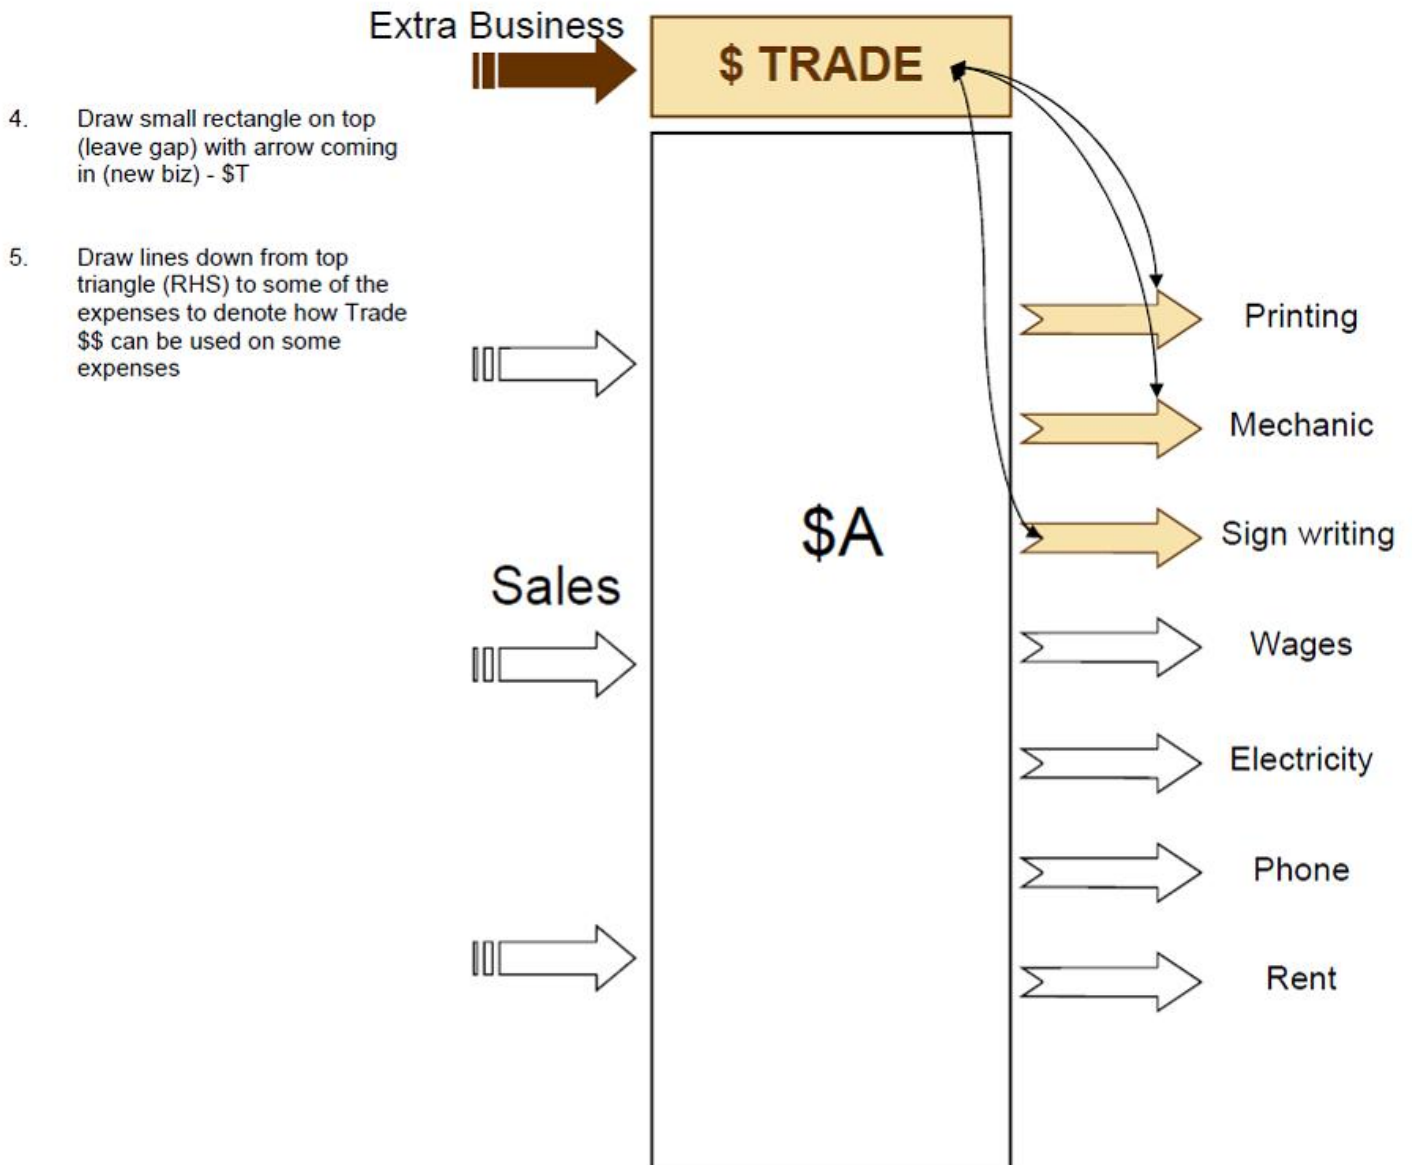 Extra Business
$ TRADE
4. Draw small rectangle on top
(leave gap) with arrow coming
in (new biz) - $T
5. Draw lines down from top
triangle (RHS) to some of the
expenses to denote how Trade
$$ can be used on some
expenses
Printing
Mechanic
$A
Sign writing
Sales
Wages
Electricity
Phone
Rent